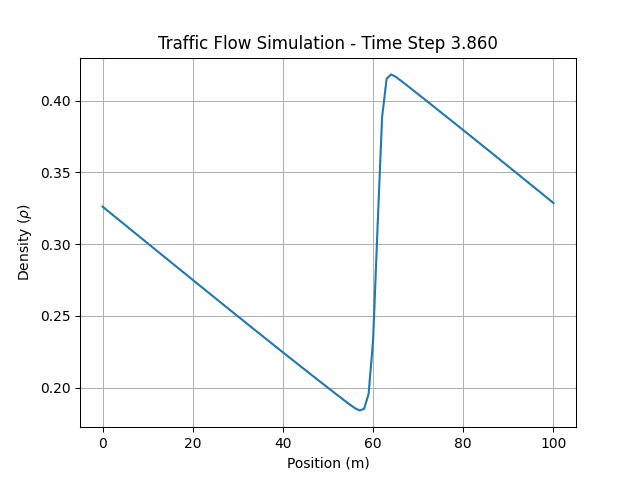 Traffic Flow Simulation - Time Step 3.860
Density (ρ)
0.40
0.35
0.30
0.25
0.20
0 20 40 60 80 100
Position (m)